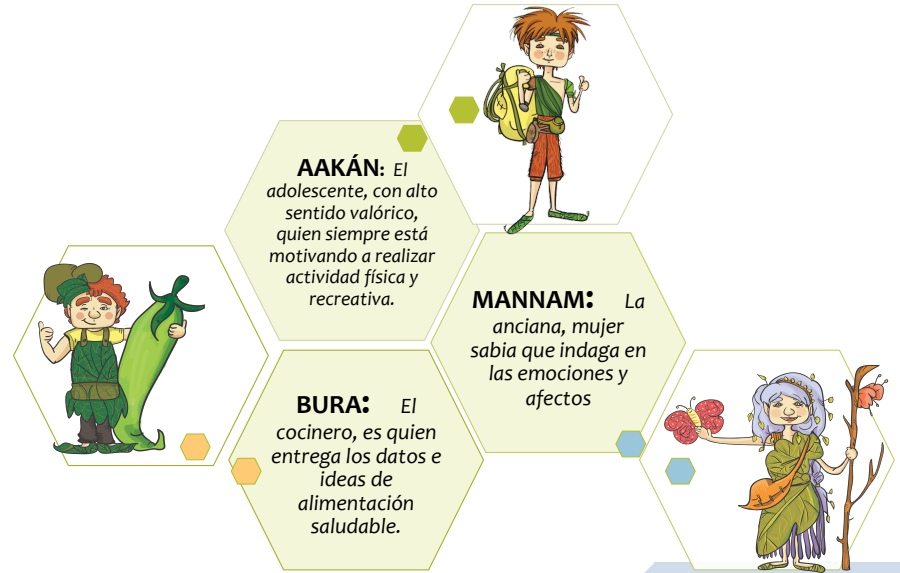 AAKÁN: El
adolescente, con alto
sentido valórico,
quien siempre está
motivando a realizar
actividad física y
recreativa.
MANNAM: La
anciana, mujer
sabia que indaga en
las emociones y
afectos
BURA: El
cocinero, es quien
entrega los datos e
ideas de
alimentación
saludable.